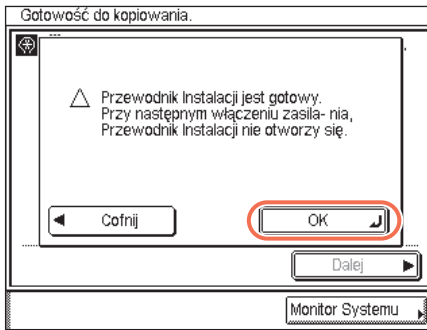 Gotowość do kopiowania.
Przewodnik Instalacji jest gotowy.
Przy następnym włączeniu zasila- nia,
Przewodnik Instalacji nie otworzy się.
Cofnij
OK
Dalej
Monitor Systemu